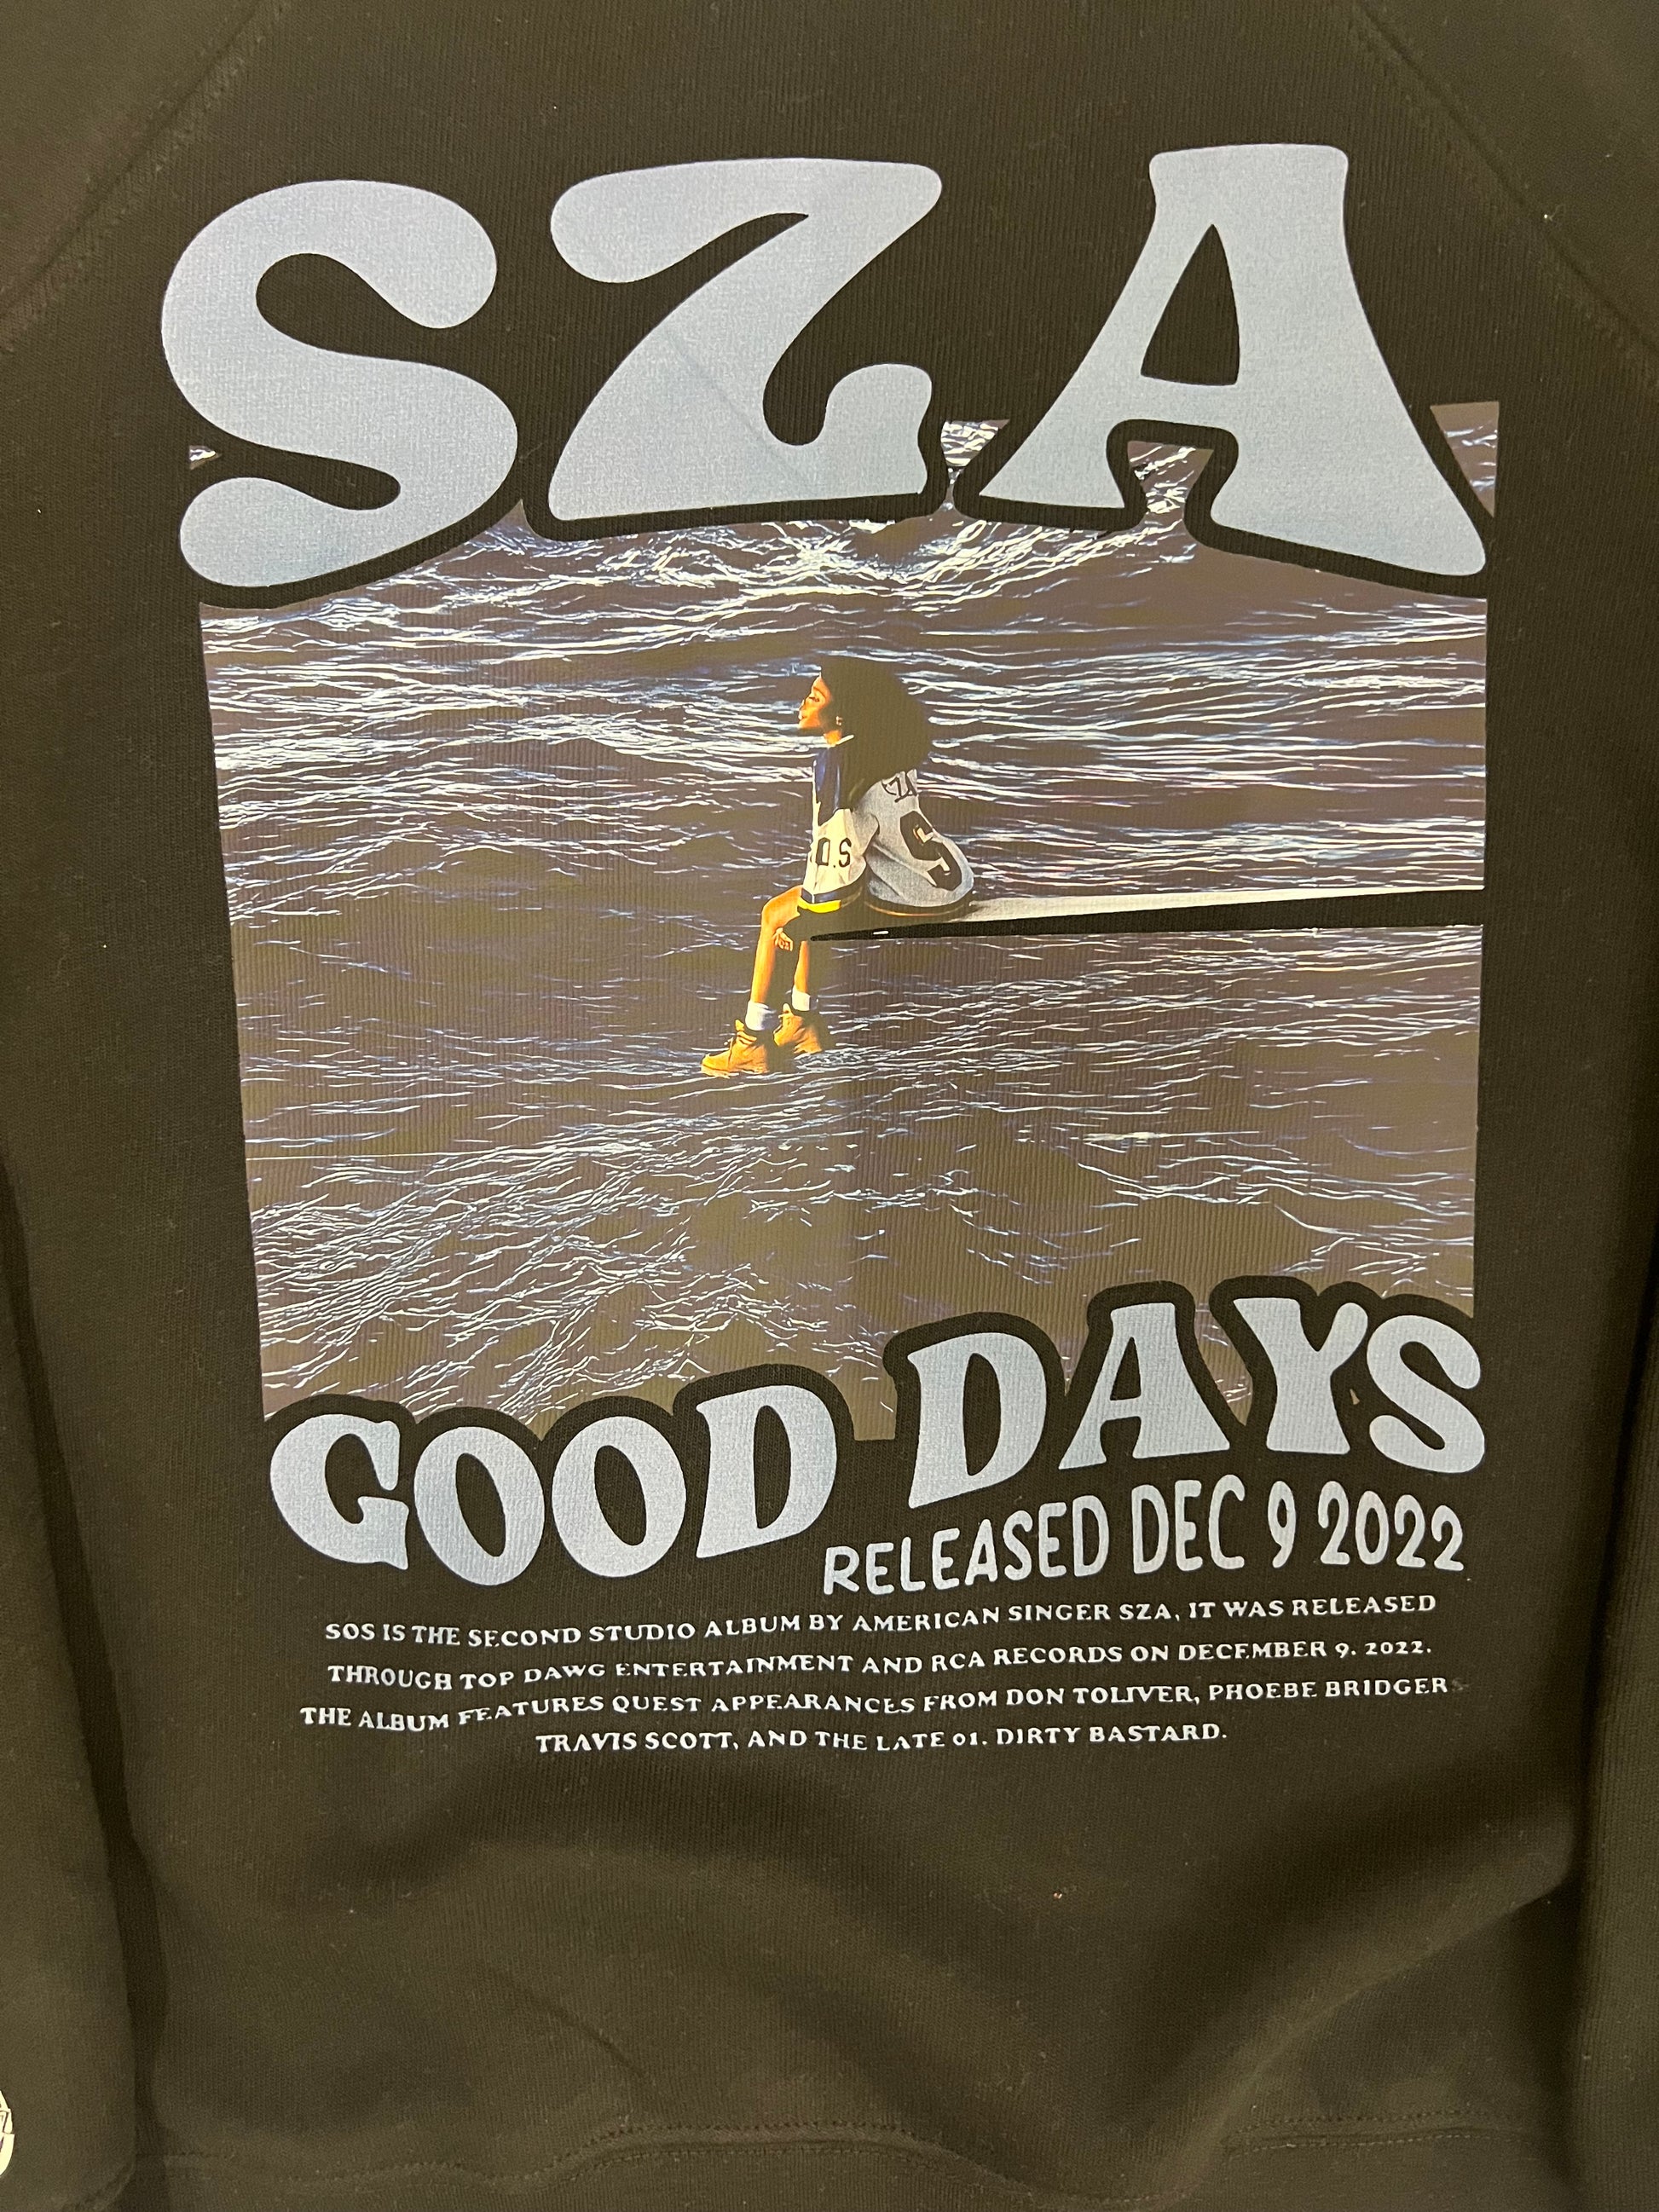 SZA
ZA
O.S
S
GOOD DAYS
RELEASED DEC 9 2022
SOS IS THE SECOND STUDIO ALBUM BY AMERICAN SINGER SZA, IT WAS RELEASED
THROUGH TOP DAWG ENTERTAINMENT AND RCA RECORDS ON DECEMBER 9. 2022.
THE ALBUM FEATURES QUEST APPEARANCES FROM DON TOLIVER, PHOEBE BRIDGERS
TRAVIS SCOTT, AND THE LATE 01. DIRTY BASTARD.